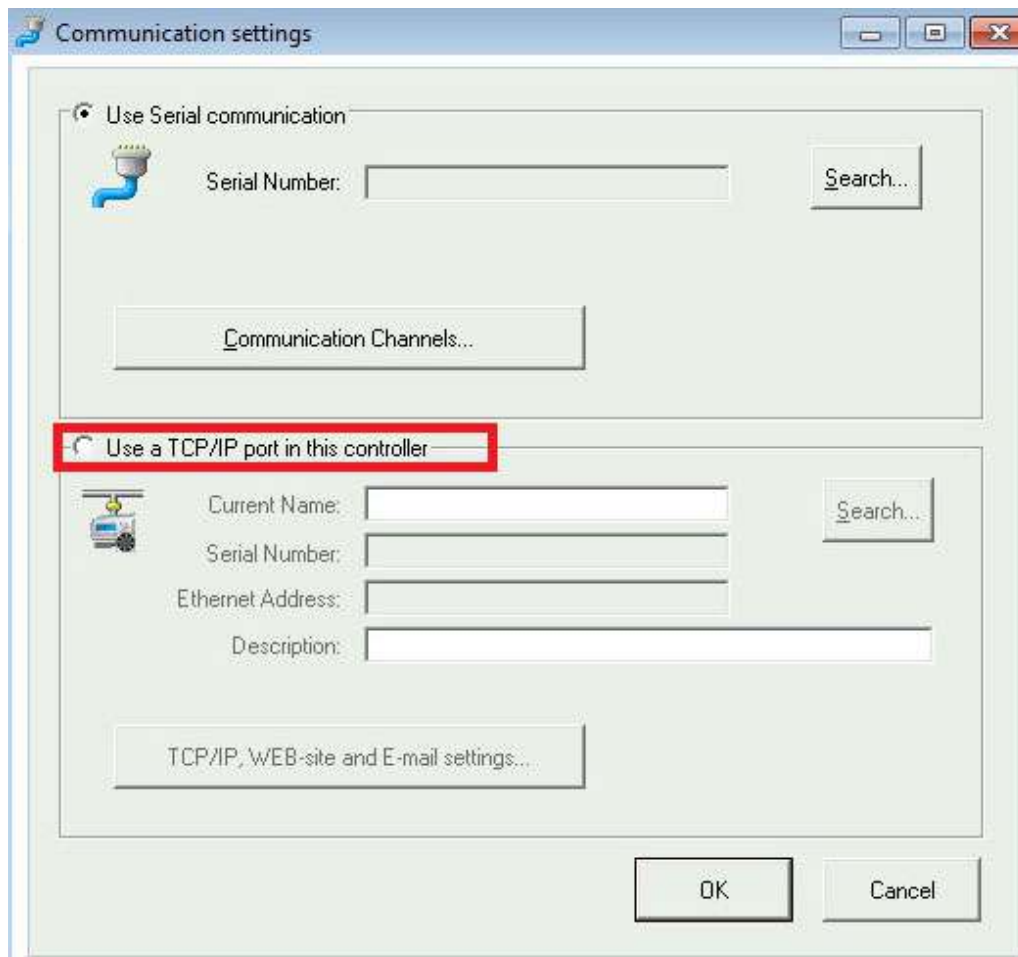 Communication settings
Use Serial communication
Serial Number:
Search...
Communication Channels...
Use a TCP/IP port in this controller
Current Name:
Search...
Serial Number:
Ethernet Address:
Description:
TCP/IP, WEB-site and E-mail settings...
OK
Cancel